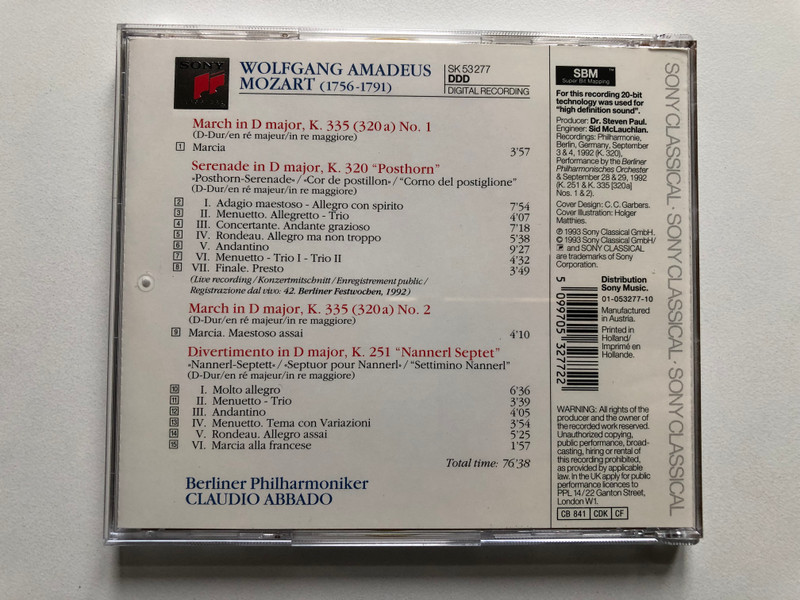 SONY
WOLFGANG AMADEUS
MOZART (1756-1791)
SK 53 277
DDD
DIGITAL RECORDING
March in D major, K. 335 (320 a) No. 1
(D-Dur/en ré majeur/in re maggiore)
1 Marcia 3'57
Serenade in D major, K. 320 "Posthorn"
»Posthorn-Serenade« / «Cor de postillon» / "Corno del postiglione"
(D-Dur/en ré majeur/in re maggiore)
2 I. Adagio maestoso - Allegro con spirito 7'54
3 II. Menuetto. Allegretto - Trio 4'07
4 III. Concertante. Andante grazioso 7'18
5 IV. Rondeau. Allegro ma non troppo 5'38
6 V. Andantino 9'27
7 VI. Menuetto - Trio I - Trio II 4'32
8 VII. Finale. Presto 3'49
(Live recording / Konzertmitschnitt / Enregistrement public /
Registrazione dal vivo: 42. Berliner Festwochen, 1992)
March in D major, K. 335 (320 a) No. 2
(D-Dur/en ré majeur/in re maggiore)
9 Marcia. Maestoso assai 4'10
Divertimento in D major, K. 251 "Nannerl Septet"
»Nannerl-Septett« / «Septuor pour Nannerl» / "Settimino Nannerl"
(D-Dur/en ré majeur/in re maggiore)
10 I. Molto allegro 6'36
11 II. Menuetto - Trio 3'39
12 III. Andantino 4'05
13 IV. Menuetto. Tema con Variazioni 3'54
14 V. Rondeau. Allegro assai 5'25
15 VI. Marcia alla francese 1'57
Total time: 76'38
Berliner Philharmoniker
CLAUDIO ABBADO
SBM™
Super Bit Mapping
For this recording 20-bit
technology was used for
"high definition sound".
Producer: Dr. Steven Paul.
Engineer: Sid McLauchlan.
Recordings: Philharmonie,
Berlin, Germany, September
3 & 4, 1992 (K. 320),
Performance by the Berliner
Philharmonisches Orchester
& September 28 & 29, 1992
(K. 251 & K. 335 [320a]
Nos. 1 & 2).
Cover Design: C. C. Garbers.
Cover Illustration: Holger
Matthies.
℗ 1993 Sony Classical GmbH.
© 1993 Sony Classical GmbH/
and SONY CLASSICAL
are trademarks of Sony
Corporation.
5 099705 327722
Distribution
Sony Music.
01-053277-10
Manufactured
in Austria.
Printed in
Holland/
Imprimé en
Hollande.
WARNING: All rights of the
producer and the owner of
the recorded work reserved.
Unauthorized copying,
public performance, broad-
casting, hiring or rental of
this recording prohibited,
as provided by applicable
law. In the UK apply for public
performance licences to
PPL 14/22 Ganton Street,
London W1.
CB 841 CDK CF
SONY CLASSICAL · SONY CLASSICAL · SONY CLASSICAL